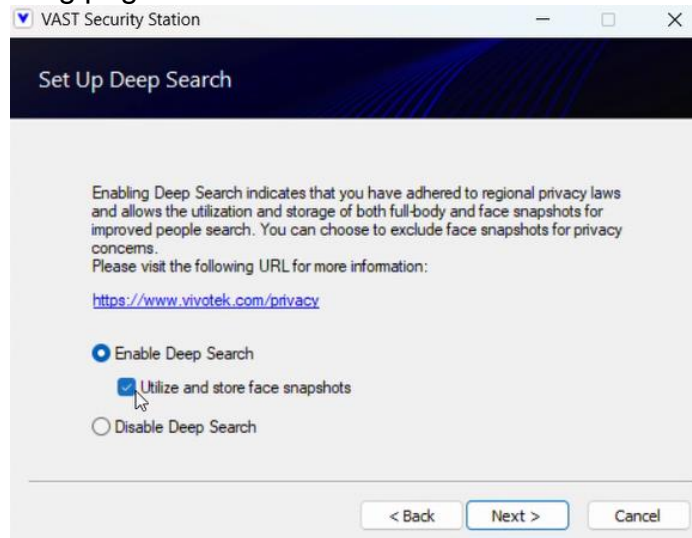 VAST Security Station
Set Up Deep Search
Enabling Deep Search indicates that you have adhered to regional privacy laws
and allows the utilization and storage of both full-body and face snapshots for
improved people search. You can choose to exclude face snapshots for privacy
concerns.
Please visit the following URL for more information:
https://www.vivotek.com/privacy
Enable Deep Search
Utilize and store face snapshots
Disable Deep Search
< Back Next > Cancel